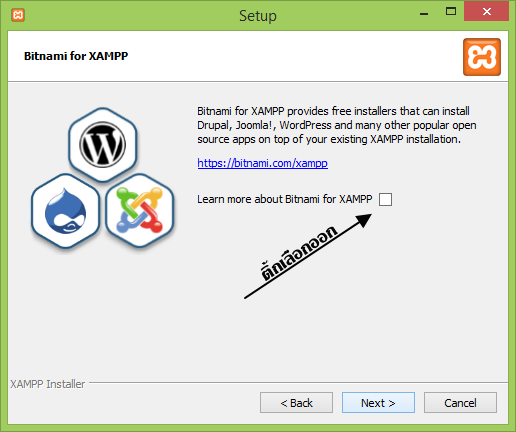 Setup
Bitnami for XAMPP
Bitnami for XAMPP provides free installers that can install
Drupal, Joomla!, WordPress and many other popular open
source apps on top of your existing XAMPP installation.
https://bitnami.com/xampp
Learn more about Bitnami for XAMPP
ติ้กเลือกออก
XAMPP Installer
< Back
Next >
Cancel